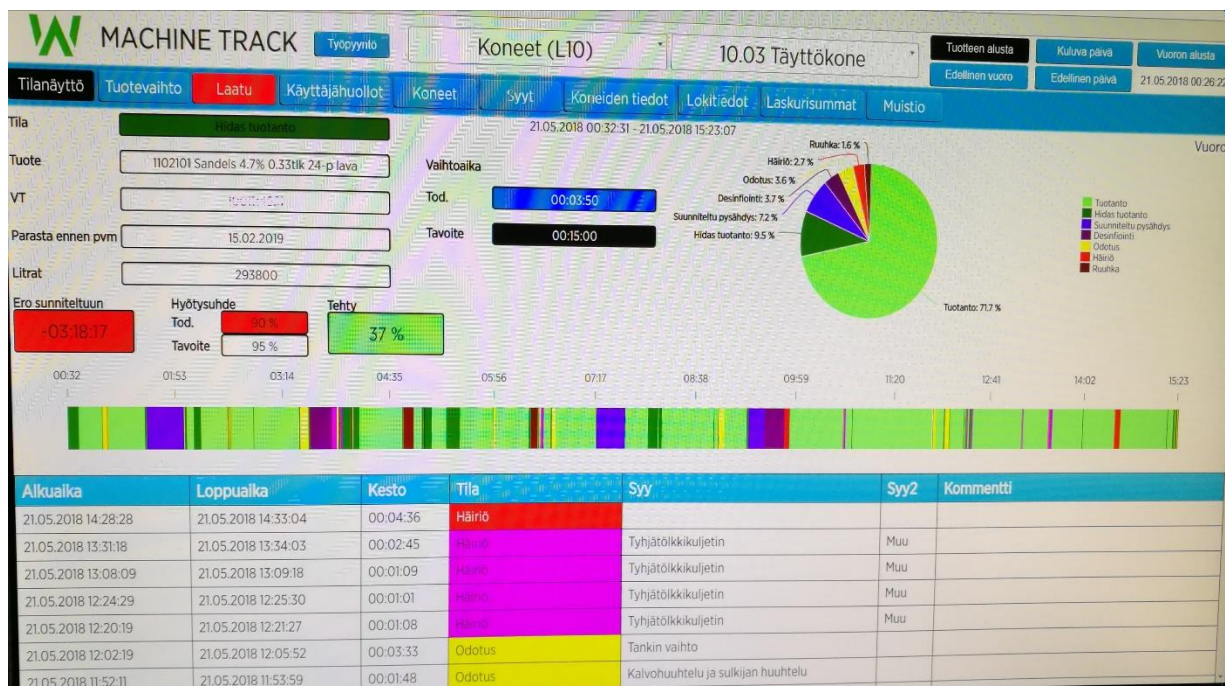 MACHINE TRACK
Työpyyntö
Koneet (L10)
10.03 Täyttökone
Tuotteen alusta
Kuluva päivä
Vuoron alusta
Edellinen vuoro
Edellinen päivä
21.05.2018 00:26:22
Tilanäyttö
Tuotevaihto
Laatu
Käyttäjähuollot
Koneet
Syyt
Koneiden tiedot
Lokitiedot
Laskurisummat
Muistio
Tila
Hidas tuotanto
21.05.2018 00:32:31 - 21.05.2018 15:23:07
Vuoro
Tuote
1102101 Sandels 4.7% 0.33tlk 24-p lava
VT
Parasta ennen pvm
15.02.2019
Litrat
293800
Vaihtoaika
Tod.
00:03:50
Tavoite
00:15:00
Ruuhka: 1.6 %
Häiriö: 2.7 %
Odotus: 3.6 %
Desinfiointi: 3.7 %
Suunniteltu pysähdys: 7.2 %
Hidas tuotanto: 9.5 %
Tuotanto: 71.7 %
Tuotanto
Hidas tuotanto
Suunniteltu pysähdys
Desinfiointi
Odotus
Häiriö
Ruuhka
Ero sunniteltuun
-03:18:17
Hyötysuhde
Tod.
90 %
Tavoite
95 %
Tehty
37 %
00:32 01:53 03:14 04:35 05:56 07:17 08:38 09:59 11:20 12:41 14:02 15:23
Alkuaika Loppuaika Kesto Tila Syy Syy2 Kommentti
21.05.2018 14:28:28 21.05.2018 14:33:04 00:04:36 Häiriö
21.05.2018 13:31:18 21.05.2018 13:34:03 00:02:45 Häiriö Tyhjätölkkikuljetin Muu
21.05.2018 13:08:09 21.05.2018 13:09:18 00:01:09 Häiriö Tyhjätölkkikuljetin Muu
21.05.2018 12:24:29 21.05.2018 12:25:30 00:01:01 Häiriö Tyhjätölkkikuljetin Muu
21.05.2018 12:20:19 21.05.2018 12:21:27 00:01:08 Häiriö Tyhjätölkkikuljetin Muu
21.05.2018 12:02:19 21.05.2018 12:05:52 00:03:33 Odotus Tankin vaihto
21.05.2018 11:52:11 21.05.2018 11:53:59 00:01:48 Odotus Kalvohuuhtelu ja sulkijan huuhtelu